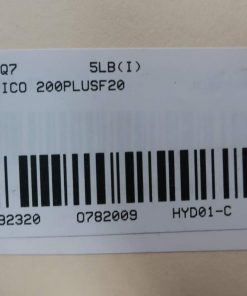 Q7 5LB(I)
ICO 200PLUSF20
92320 0782009 HYD01-C